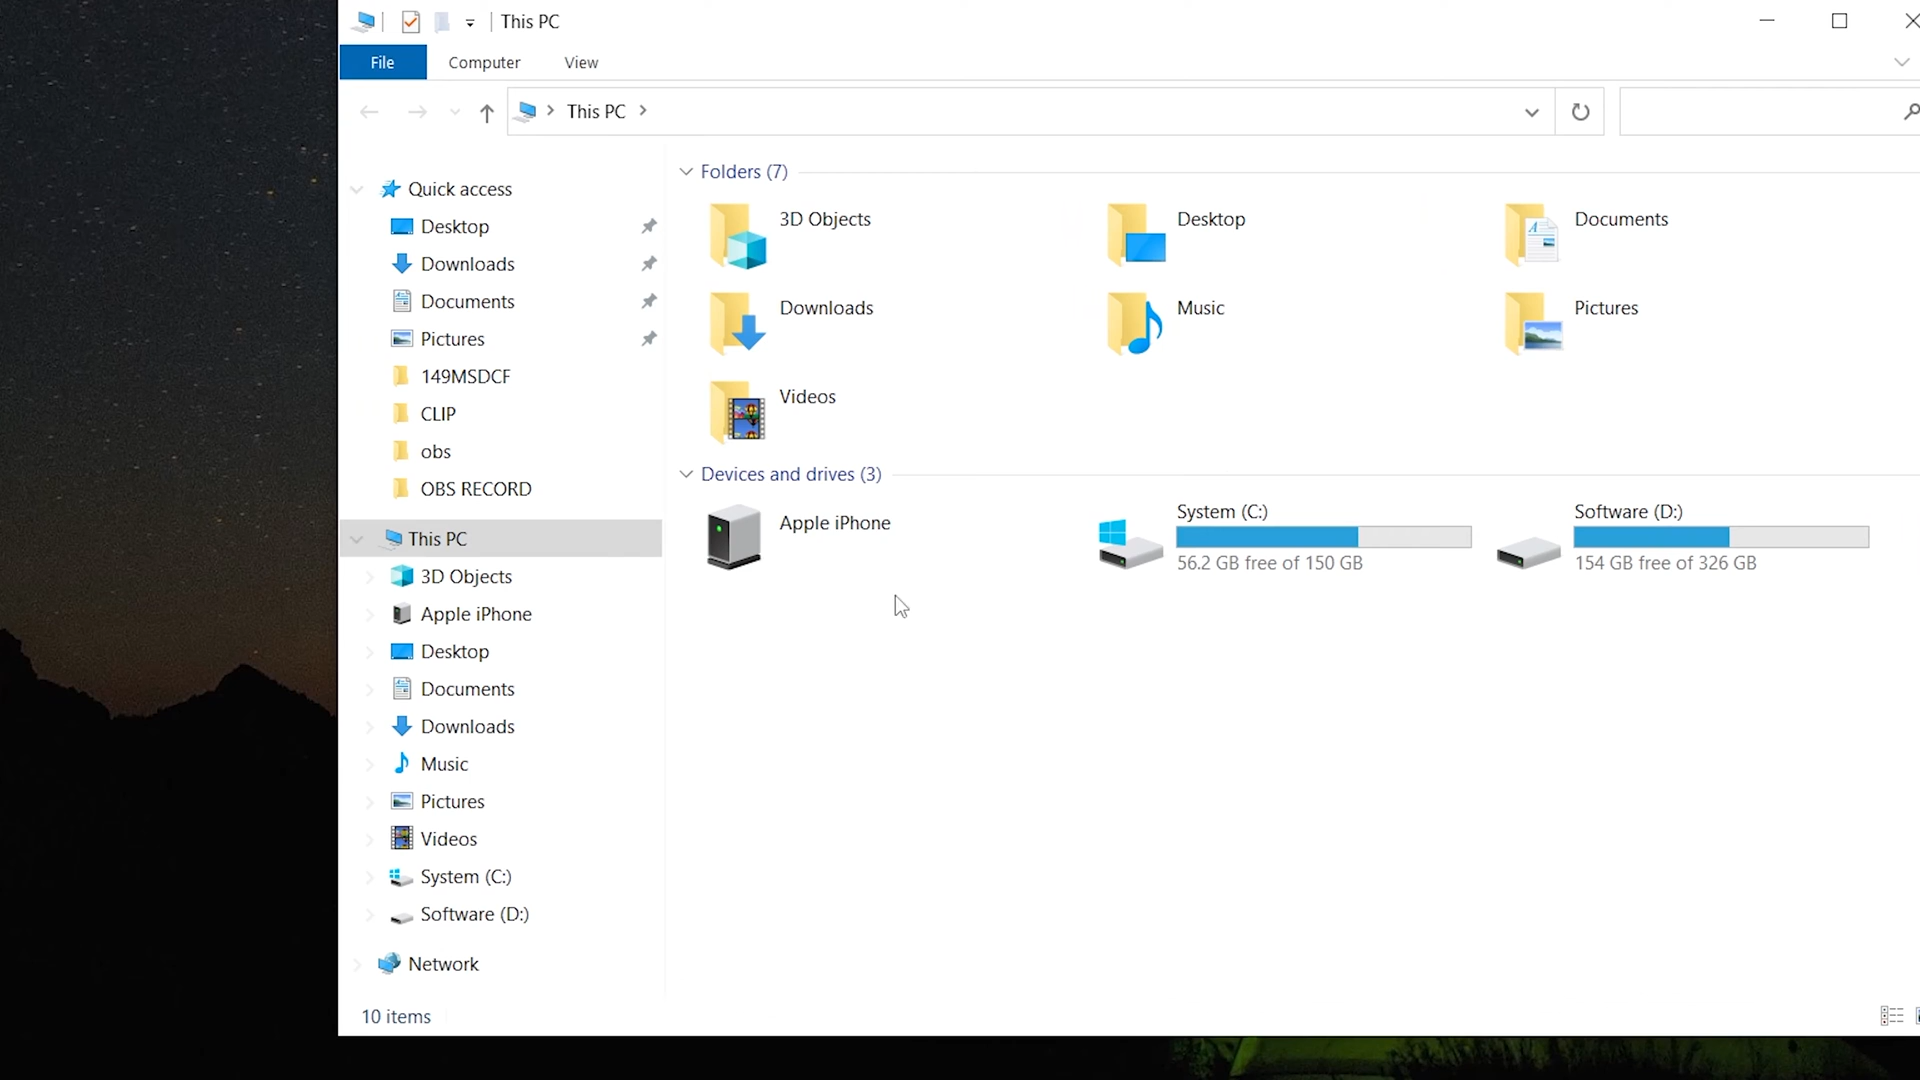 This PC
File Computer View
This PC
Quick access
Desktop
Downloads
Documents
Pictures
149MSDCF
CLIP
obs
OBS RECORD
This PC
3D Objects
Apple iPhone
Desktop
Documents
Downloads
Music
Pictures
Videos
System (C:)
Software (D:)
Network
Folders (7)
3D Objects
Desktop
Documents
Downloads
Music
Pictures
Videos
Devices and drives (3)
Apple iPhone
System (C:)
56.2 GB free of 150 GB
Software (D:)
154 GB free of 326 GB
10 items